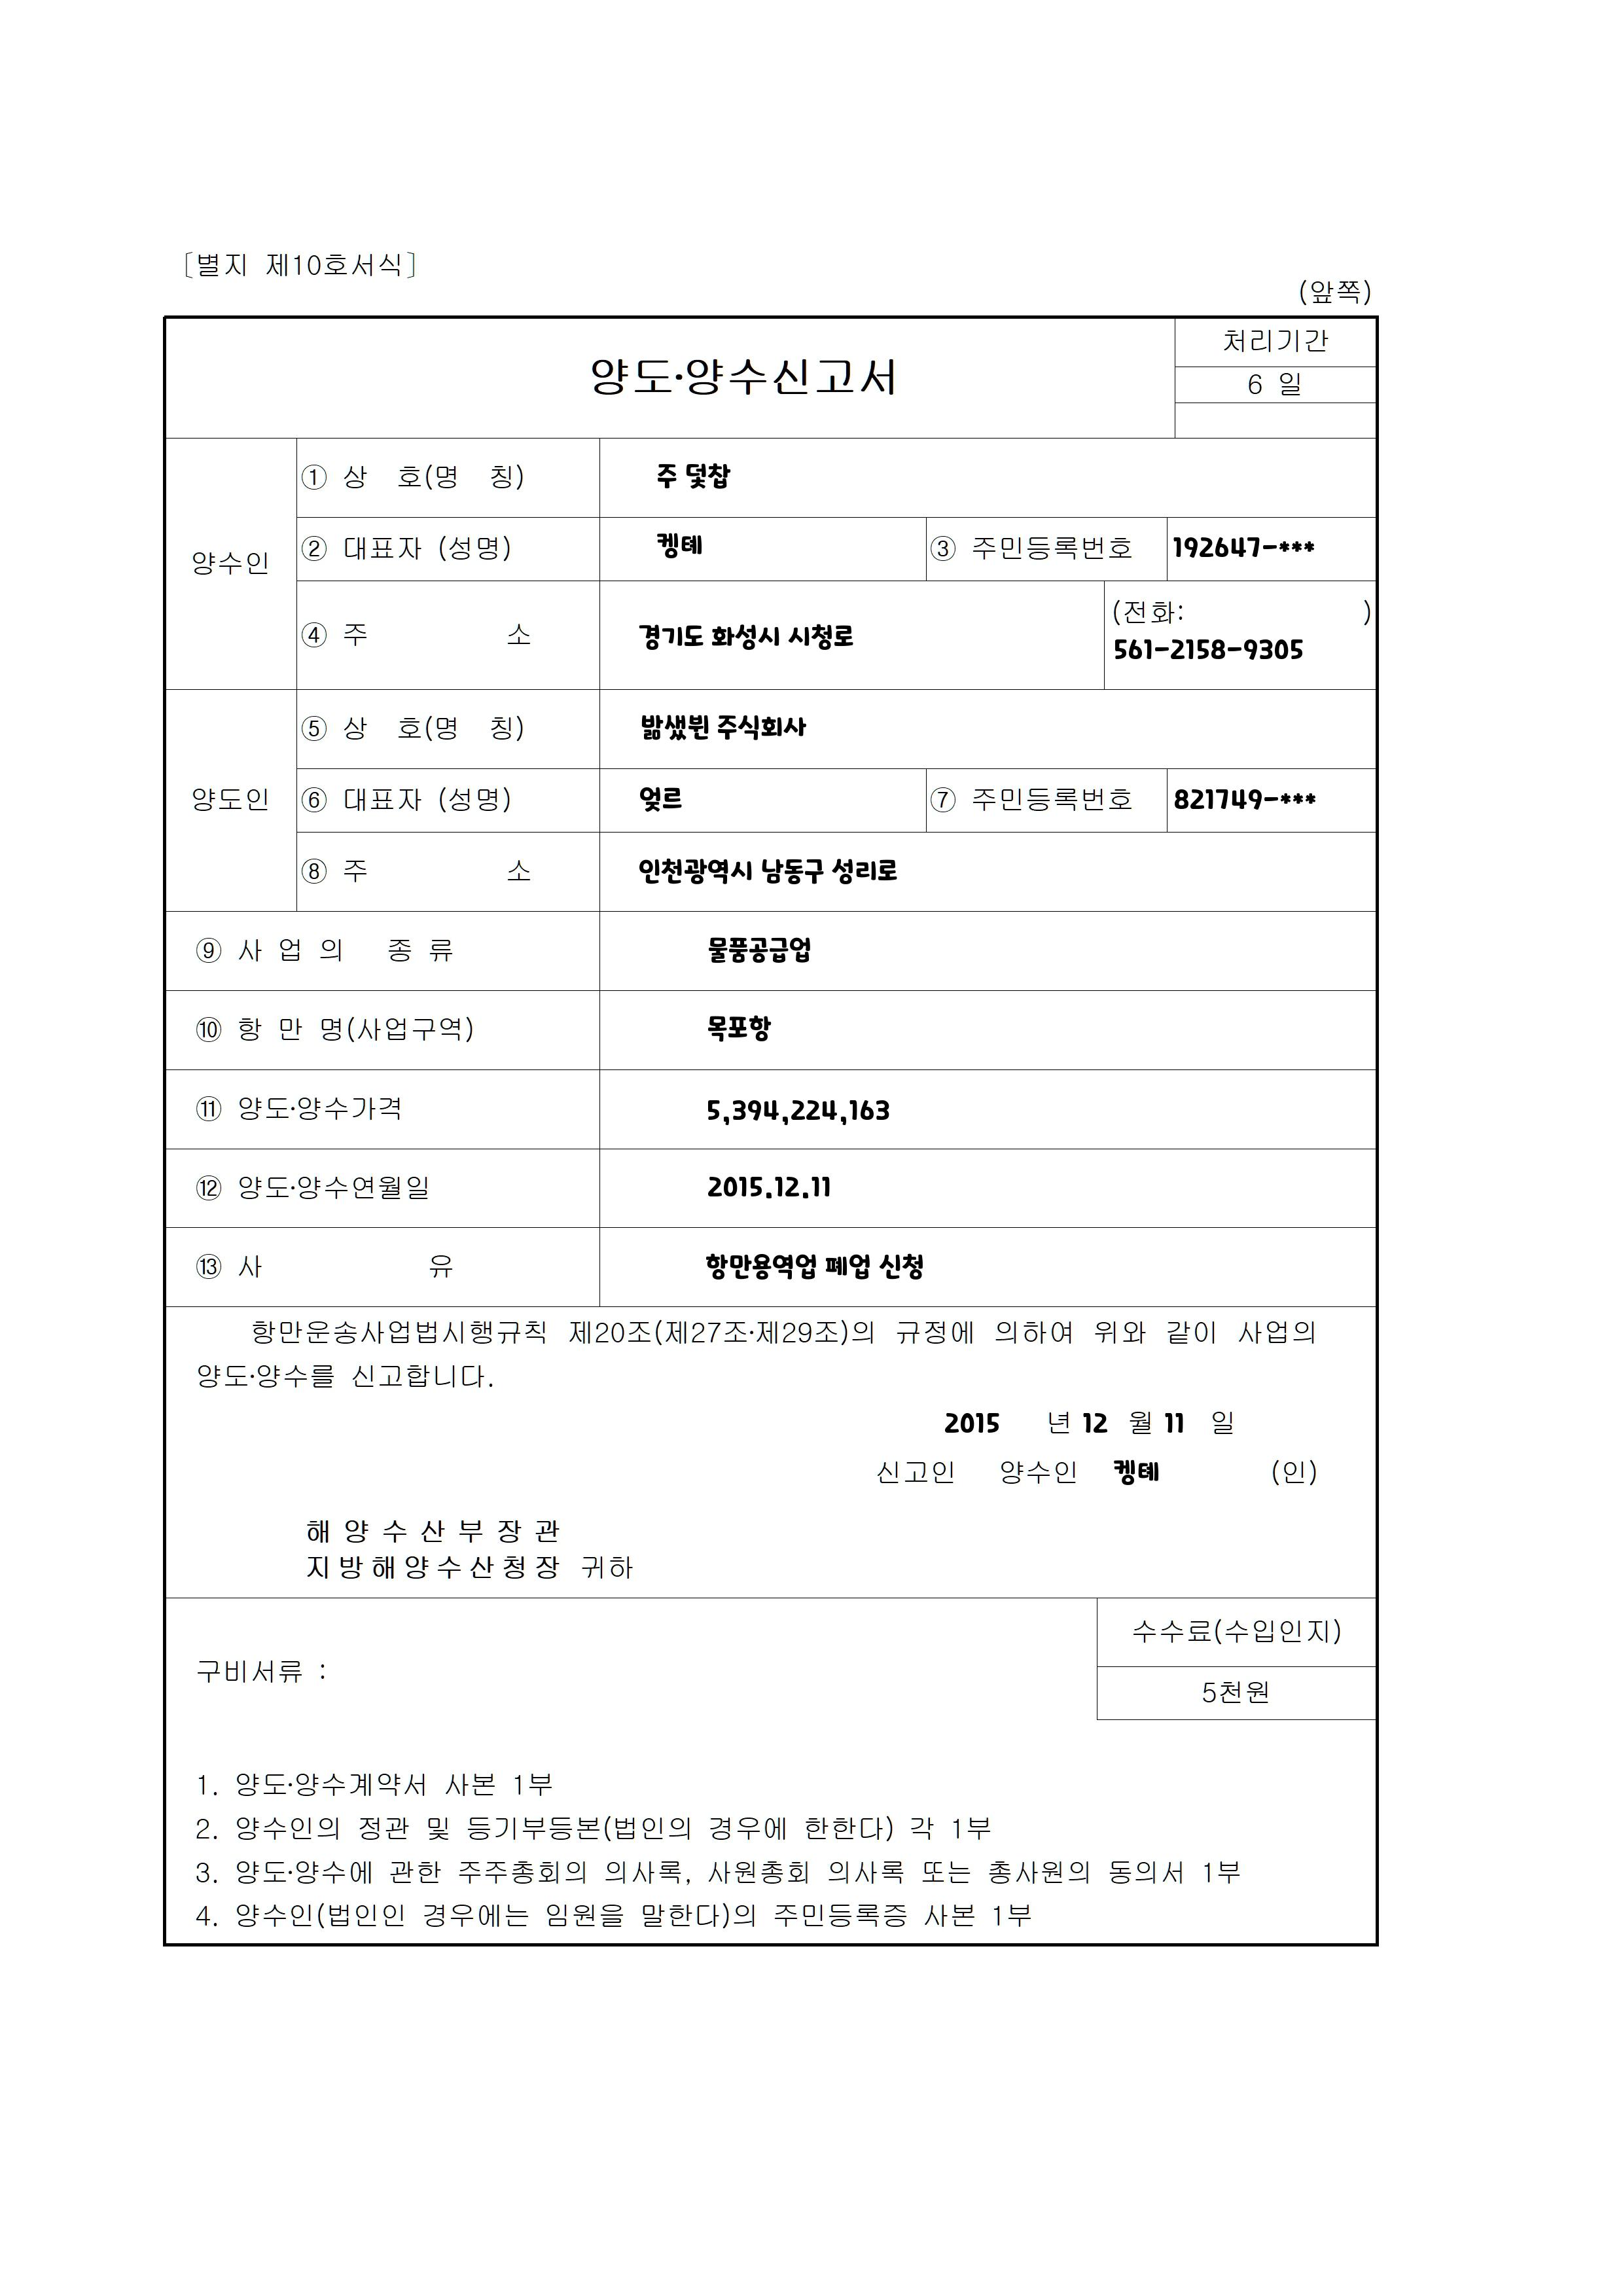 [별지 제10호서식]
(앞쪽)
양도·양수신고서
처리기간
6 일
양수인
① 상 호(명 칭) 주 덫찹
② 대표자 (성명) 켕톄 ③ 주민등록번호 192647-***
④ 주 소 경기도 화성시 시청로
(전화: )
561-2158-9305
양도인
⑤ 상 호(명 칭) 밞쌨뷘 주식회사
⑥ 대표자 (성명) 엊르 ⑦ 주민등록번호 821749-***
⑧ 주 소 인천광역시 남동구 성리로
⑨ 사 업 의 종 류 물품공급업
⑩ 항 만 명(사업구역) 목포항
⑪ 양도·양수가격 5,394,224,163
⑫ 양도·양수연월일 2015.12.11
⑬ 사 유 항만용역업 폐업 신청
항만운송사업법시행규칙 제20조(제27조·제29조)의 규정에 의하여 위와 같이 사업의
양도·양수를 신고합니다.
2015 년 12 월 11 일
신고인 양수인 켕톄 (인)
해 양 수 산 부 장 관
지 방 해 양 수 산 청 장 귀하
수수료(수입인지)
구비서류 :
5천원
1. 양도·양수계약서 사본 1부
2. 양수인의 정관 및 등기부등본(법인의 경우에 한한다) 각 1부
3. 양도·양수에 관한 주주총회의 의사록, 사원총회 의사록 또는 총사원의 동의서 1부
4. 양수인(법인인 경우에는 임원을 말한다)의 주민등록증 사본 1부